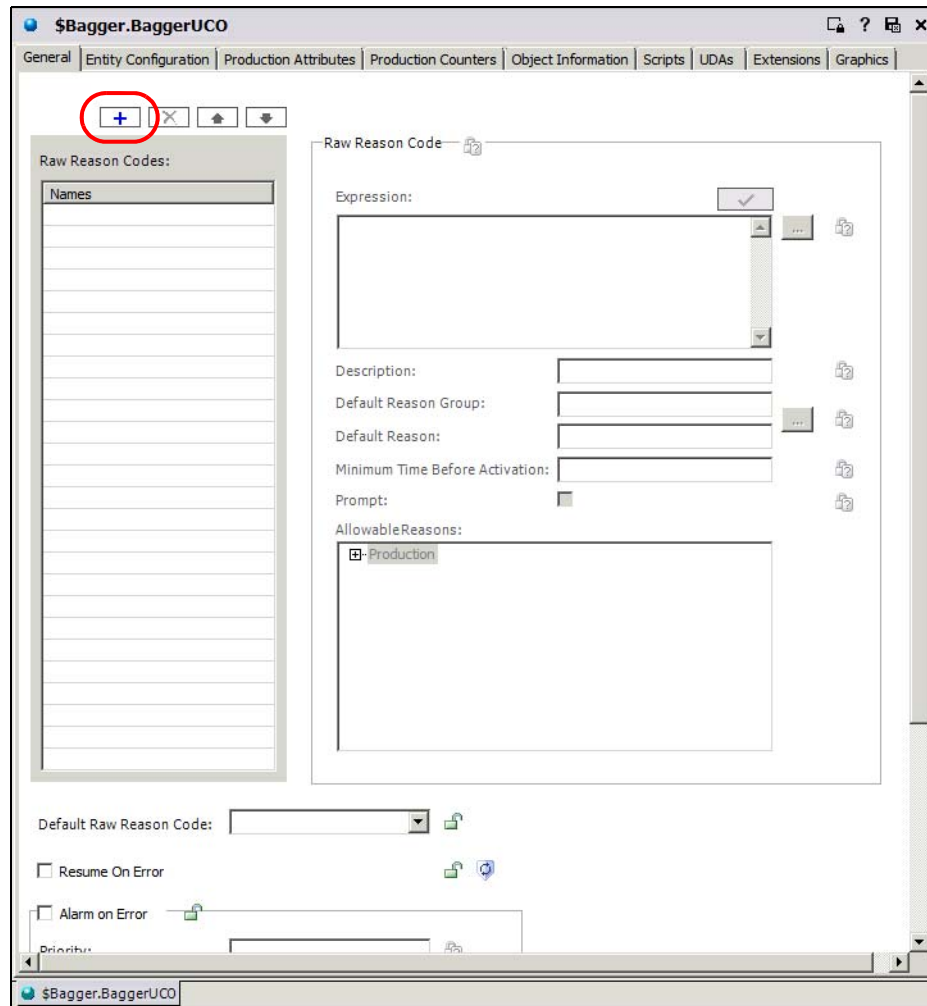 $Bagger.BaggerUCO
General Entity Configuration Production Attributes Production Counters Object Information Scripts UDAs Extensions Graphics
Raw Reason Codes:
Names
Raw Reason Code
Expression:
...
Description:
Default Reason Group:
...
Default Reason:
Minimum Time Before Activation:
Prompt:
AllowableReasons:
Production
Default Raw Reason Code:
Resume On Error
Alarm on Error
Priority:
$Bagger.BaggerUCO